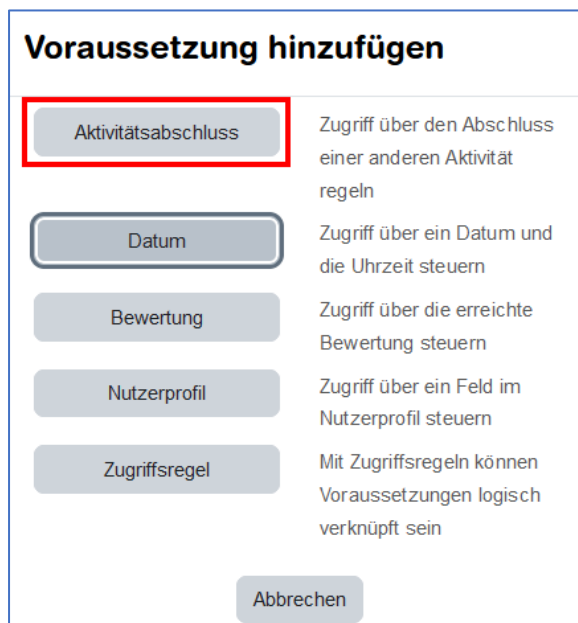 Voraussetzung hinzufügen
Aktivitätsabschluss
Zugriff über den Abschluss
einer anderen Aktivität
regeln
Datum
Zugriff über ein Datum und
die Uhrzeit steuern
Bewertung
Zugriff über die erreichte
Bewertung steuern
Nutzerprofil
Zugriff über ein Feld im
Nutzerprofil steuern
Zugriffsregel
Mit Zugriffsregeln können
Voraussetzungen logisch
verknüpft sein
Abbrechen